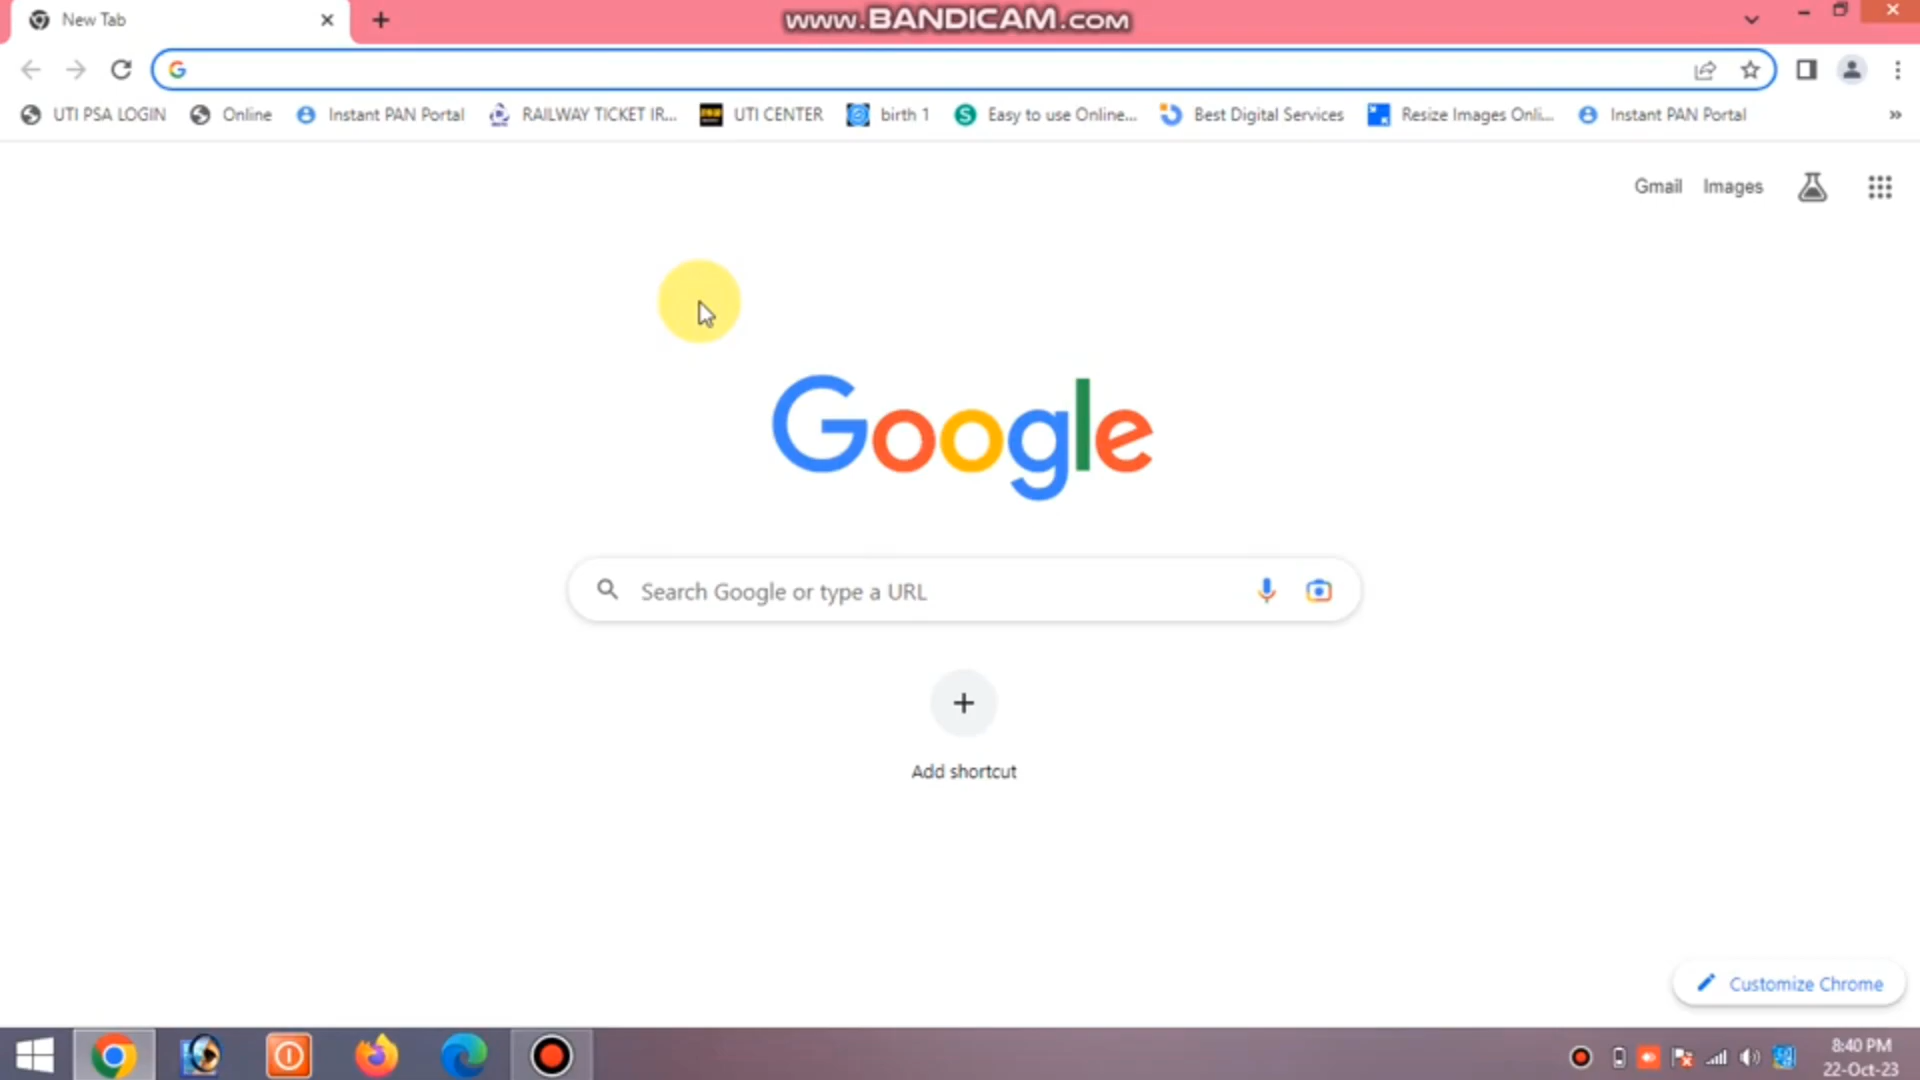 New Tab
www.BANDICAM.com
UTI PSA LOGIN
Online
Instant PAN Portal
RAILWAY TICKET IR...
UTI CENTER
birth 1
Easy to use Online...
Best Digital Services
Resize Images Onli...
Instant PAN Portal
Gmail
Images
Google
Search Google or type a URL
Add shortcut
Customize Chrome
8:40 PM
22-Oct-23